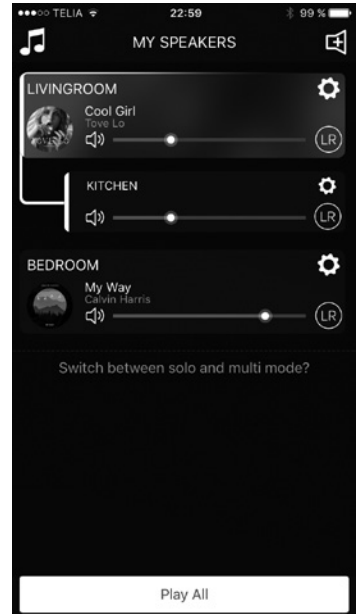 TELIA 22:59 99 %
MY SPEAKERS
LIVINGROOM
Cool Girl
Tove Lo
LR
KITCHEN
LR
BEDROOM
My Way
Calvin Harris
LR
Switch between solo and multi mode?
Play All